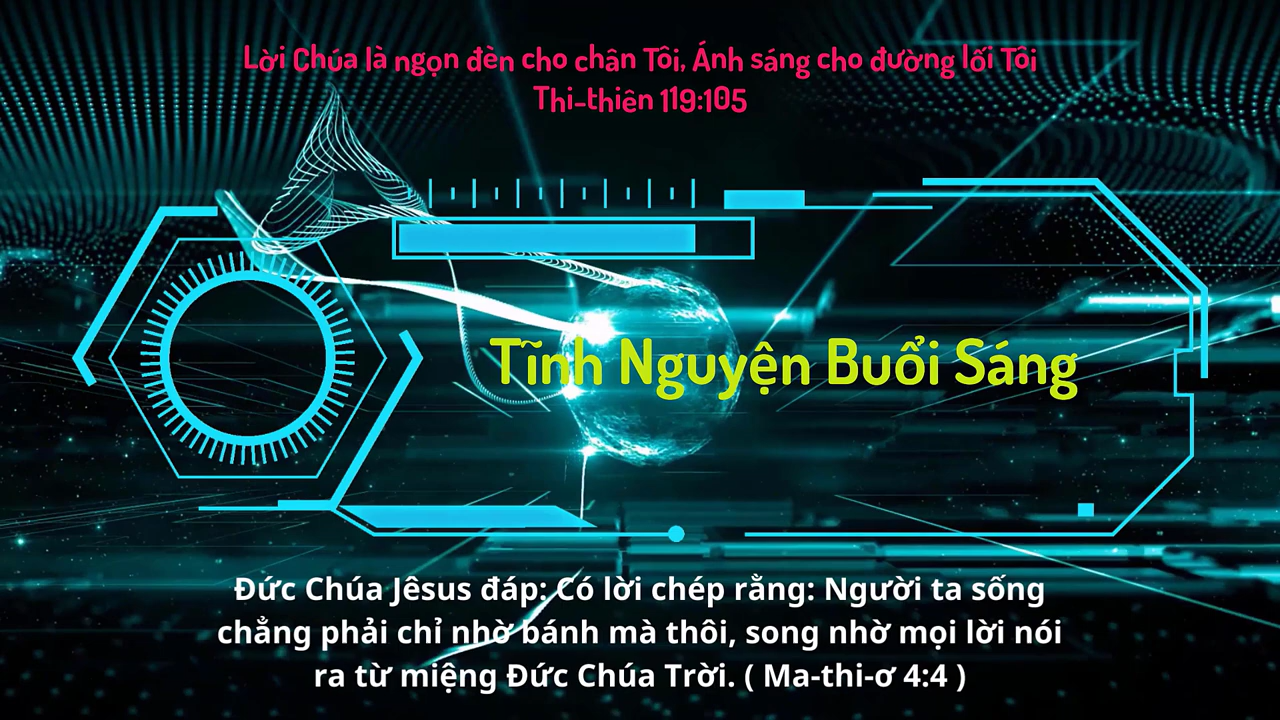 Lời Chúa là ngọn đèn cho chân Tôi, Ánh sáng cho đường lối Tôi
Thi-thiên 119:105
Tĩnh Nguyện Buổi Sáng
Đức Chúa Jêsus đáp: Có lời chép rằng: Người ta sống
chẳng phải chỉ nhờ bánh mà thôi, song nhờ mọi lời nói
ra từ miệng Đức Chúa Trời. ( Ma-thi-ơ 4:4 )